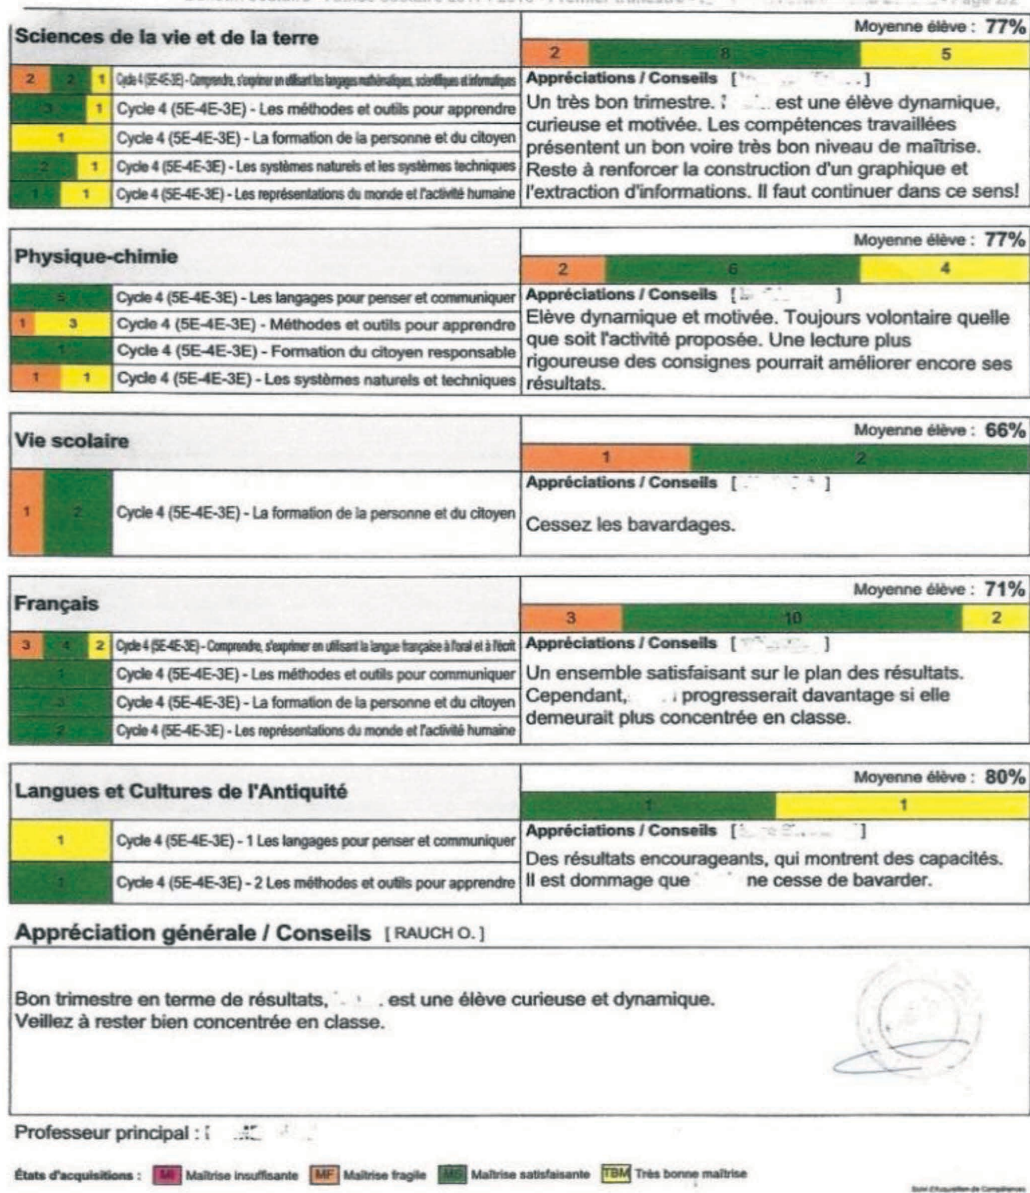 Sciences de la vie et de la terre
Moyenne élève : 77%
2 8 5
2 2 1 Cycle 4 (5E-4E-3E) - Comprendre, s'exprimer en utilisant les langages mathématiques, scientifiques et informatiques
3 1 Cycle 4 (5E-4E-3E) - Les méthodes et outils pour apprendre
1 Cycle 4 (5E-4E-3E) - La formation de la personne et du citoyen
2 1 Cycle 4 (5E-4E-3E) - Les systèmes naturels et les systèmes techniques
1 1 Cycle 4 (5E-4E-3E) - Les représentations du monde et l'activité humaine
Appréciations / Conseils [ ]
Un très bon trimestre. est une élève dynamique,
curieuse et motivée. Les compétences travaillées
présentent un bon voire très bon niveau de maîtrise.
Reste à renforcer la construction d'un graphique et
l'extraction d'informations. Il faut continuer dans ce sens!
Physique-chimie
Moyenne élève : 77%
2 6 4
5 Cycle 4 (5E-4E-3E) - Les langages pour penser et communiquer
1 3 Cycle 4 (5E-4E-3E) - Méthodes et outils pour apprendre
1 Cycle 4 (5E-4E-3E) - Formation du citoyen responsable
1 1 Cycle 4 (5E-4E-3E) - Les systèmes naturels et techniques
Appréciations / Conseils [ ]
Elève dynamique et motivée. Toujours volontaire quelle
que soit l'activité proposée. Une lecture plus
rigoureuse des consignes pourrait améliorer encore ses
résultats.
Vie scolaire
Moyenne élève : 66%
1 2
1 2 Cycle 4 (5E-4E-3E) - La formation de la personne et du citoyen
Appréciations / Conseils [ ]
Cessez les bavardages.
Français
Moyenne élève : 71%
3 10 2
3 4 2 Cycle 4 (5E-4E-3E) - Comprendre, s'exprimer en utilisant la langue française à l'oral et à l'écrit
1 Cycle 4 (5E-4E-3E) - Les méthodes et outils pour communiquer
3 Cycle 4 (5E-4E-3E) - La formation de la personne et du citoyen
2 Cycle 4 (5E-4E-3E) - Les représentations du monde et l'activité humaine
Appréciations / Conseils [ ]
Un ensemble satisfaisant sur le plan des résultats.
Cependant, progresserait davantage si elle
demeurait plus concentrée en classe.
Langues et Cultures de l'Antiquité
Moyenne élève : 80%
1 1
1 Cycle 4 (5E-4E-3E) - 1 Les langages pour penser et communiquer
1 Cycle 4 (5E-4E-3E) - 2 Les méthodes et outils pour apprendre
Appréciations / Conseils [ ]
Des résultats encourageants, qui montrent des capacités.
Il est dommage que ne cesse de bavarder.
Appréciation générale / Conseils [ RAUCH O. ]
Bon trimestre en terme de résultats, est une élève curieuse et dynamique.
Veillez à rester bien concentrée en classe.
Professeur principal :
États d'acquisitions : MI Maîtrise insuffisante MF Maîtrise fragile MS Maîtrise satisfaisante TBM Très bonne maîtrise
Suivi d'Acquisition de Compétences